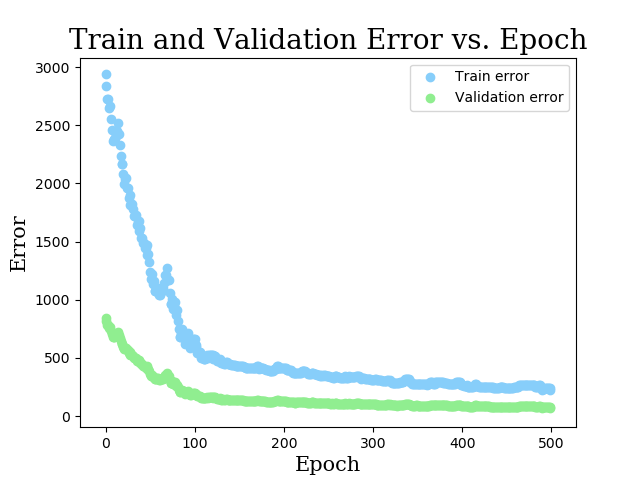 Train and Validation Error vs. Epoch
Train error
Validation error
Error
3000
2500
2000
1500
1000
500
0
0 100 200 300 400 500
Epoch